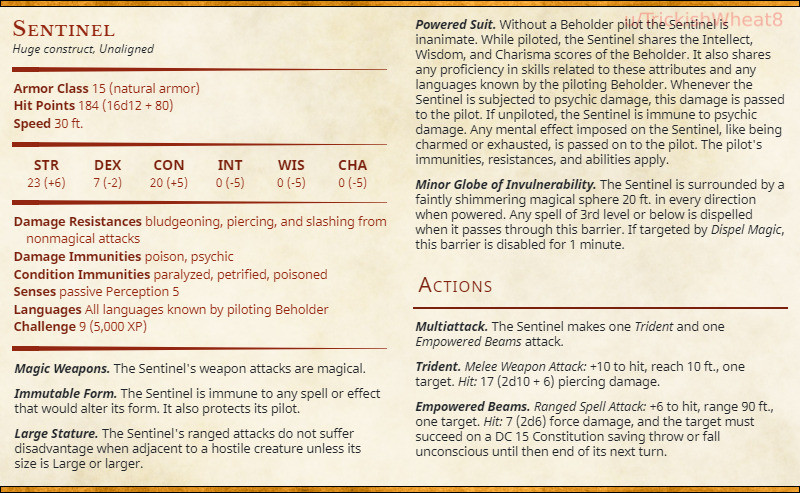 SENTINEL
Huge construct, Unaligned
Armor Class 15 (natural armor)
Hit Points 184 (16d12 + 80)
Speed 30 ft.
STR DEX CON INT WIS CHA
23 (+6) 7 (-2) 20 (+5) 0 (-5) 0 (-5) 0 (-5)
Damage Resistances bludgeoning, piercing, and slashing from
nonmagical attacks
Damage Immunities poison, psychic
Condition Immunities paralyzed, petrified, poisoned
Senses passive Perception 5
Languages All languages known by piloting Beholder
Challenge 9 (5,000 XP)
Magic Weapons. The Sentinel's weapon attacks are magical.
Immutable Form. The Sentinel is immune to any spell or effect
that would alter its form. It also protects its pilot.
Large Stature. The Sentinel's ranged attacks do not suffer
disadvantage when adjacent to a hostile creature unless its
size is Large or larger.
u/TrickishWheat8
Powered Suit. Without a Beholder pilot the Sentinel is
inanimate. While piloted, the Sentinel shares the Intellect,
Wisdom, and Charisma scores of the Beholder. It also shares
any proficiency in skills related to these attributes and any
languages known by the piloting Beholder. Whenever the
Sentinel is subjected to psychic damage, this damage is passed
to the pilot. If unpiloted, the Sentinel is immune to psychic
damage. Any mental effect imposed on the Sentinel, like being
charmed or exhausted, is passed on to the pilot. The pilot's
immunities, resistances, and abilities apply.
Minor Globe of Invulnerability. The Sentinel is surrounded by a
faintly shimmering magical sphere 20 ft. in every direction
when powered. Any spell of 3rd level or below is dispelled
when it passes through this barrier. If targeted by Dispel Magic,
this barrier is disabled for 1 minute.
ACTIONS
Multiattack. The Sentinel makes one Trident and one
Empowered Beams attack.
Trident. Melee Weapon Attack: +10 to hit, reach 10 ft., one
target. Hit: 17 (2d10 + 6) piercing damage.
Empowered Beams. Ranged Spell Attack: +6 to hit, range 90 ft.,
one target. Hit: 7 (2d6) force damage, and the target must
succeed on a DC 15 Constitution saving throw or fall
unconscious until then end of its next turn.